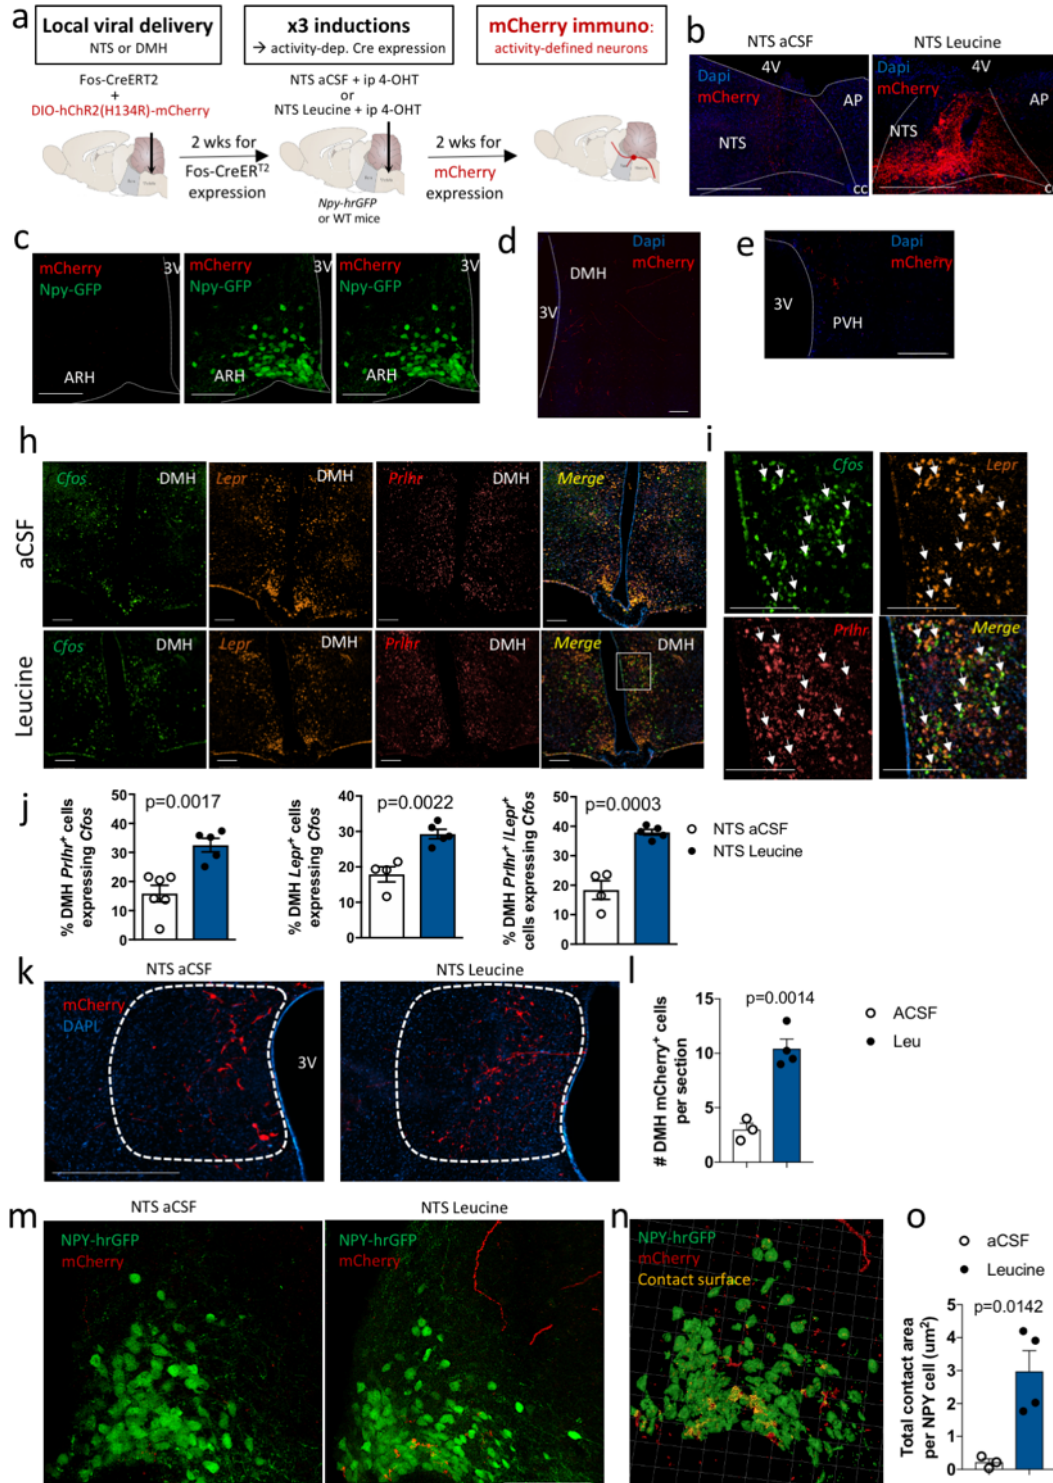 a
Local viral delivery
NTS or DMH
x3 inductions
→ activity-dep. Cre expression
mCherry immuno:
activity-defined neurons
Fos-CreERT2
+
DIO-hChR2(H134R)-mCherry
2 wks for
Fos-CreERT2
expression
NTS aCSF + ip 4-OHT
or
NTS Leucine + ip 4-OHT
Npy-hrGFP
or WT mice
2 wks for
mCherry
expression
b
NTS aCSF
NTS Leucine
Dapi
mCherry
4V
AP
NTS
Dapi
mCherry
4V
AP
NTS
cc
cc
c
mCherry
Npy-GFP
3V
ARH
mCherry
Npy-GFP
3V
ARH
mCherry
Npy-GFP
3V
ARH
d
Dapi
mCherry
DMH
3V
e
Dapi
mCherry
3V
PVH
h
aCSF
Cfos
DMH
Lepr
DMH
Prlhr
DMH
Merge
Leucine
Cfos
DMH
Lepr
DMH
Prlhr
DMH
Merge
DMH
i
Cfos
Lepr
Prlhr
Merge
j
% DMH Prlhr+ cells
expressing Cfos
50
40
30
20
10
0
p=0.0017
% DMH Lepr+ cells
expressing Cfos
40
30
20
10
0
p=0.0022
% DMH Prlhr+ /Lepr+
cells expressing Cfos
50
40
30
20
10
0
p=0.0003
NTS aCSF
NTS Leucine
k
NTS aCSF
NTS Leucine
mCherry
DAPI
3V
l
# DMH mCherry+ cells
per section
15
10
5
0
p=0.0014
ACSF
Leu
m
NTS aCSF
NTS Leucine
NPY-hrGFP
mCherry
NPY-hrGFP
mCherry
n
NPY-hrGFP
mCherry
Contact surface
o
aCSF
Leucine
p=0.0142
Total contact area
per NPY cell (um2)
5
4
3
2
1
0